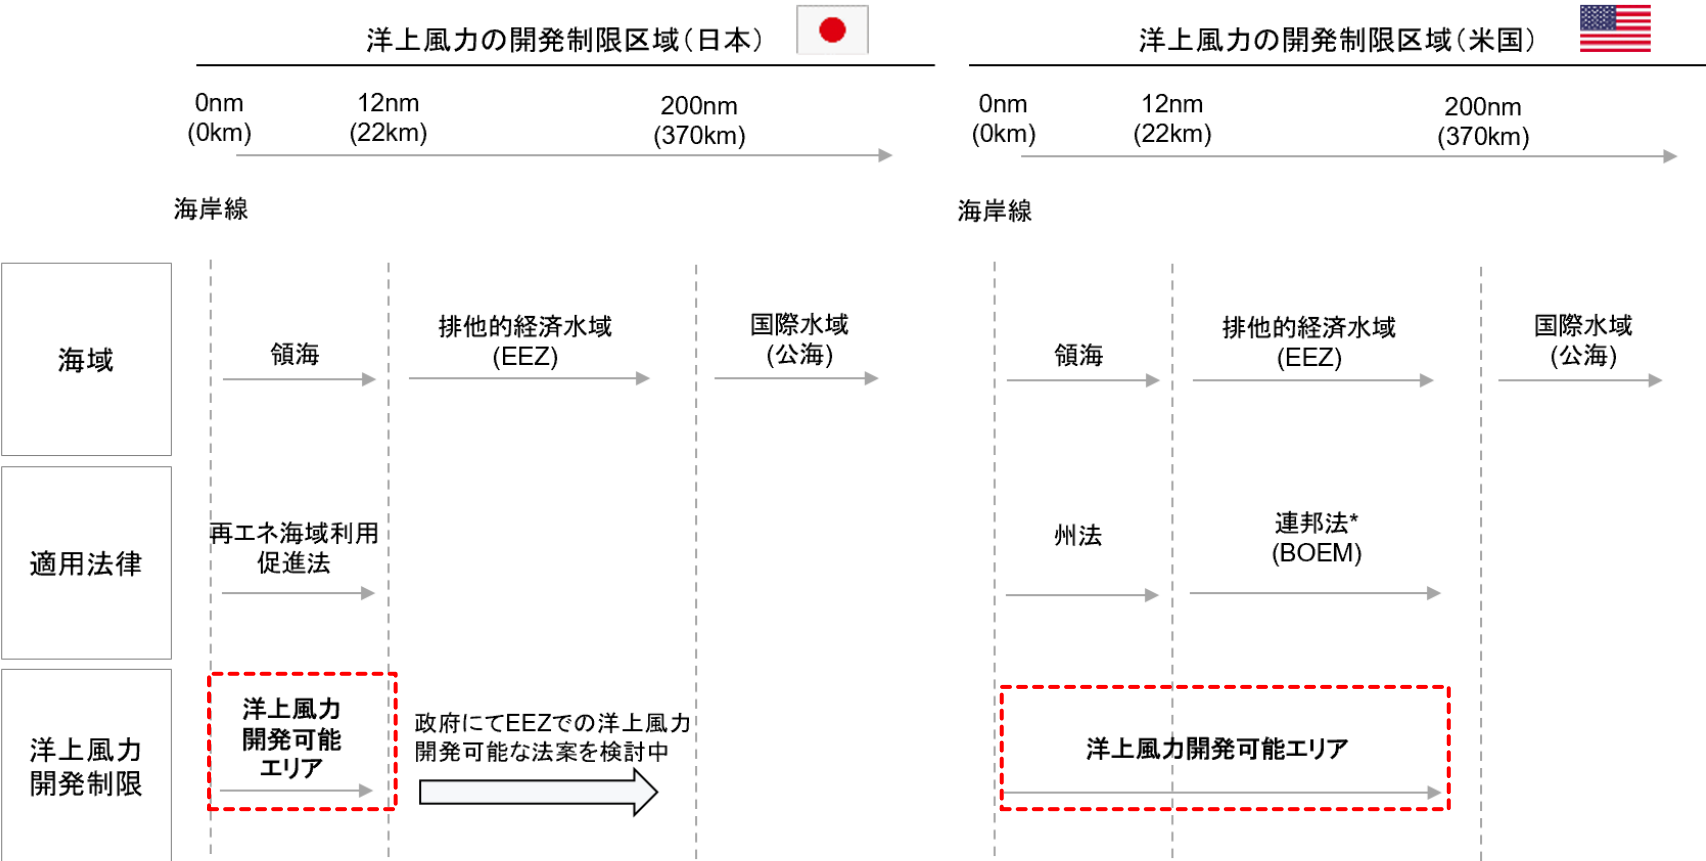 洋上風力の開発制限区域(日本)
0nm
(0km)
12nm
(22km)
200nm
(370km)
海岸線
洋上風力の開発制限区域(米国)
0nm
(0km)
12nm
(22km)
200nm
(370km)
海岸線
海域
領海
排他的経済水域
(EEZ)
国際水域
(公海)
領海
排他的経済水域
(EEZ)
国際水域
(公海)
適用法律
再エネ海域利用
促進法
州法
連邦法*
(BOEM)
洋上風力
開発制限
洋上風力
開発可能
エリア
政府にてEEZでの洋上風力
開発可能な法案を検討中
洋上風力開発可能エリア